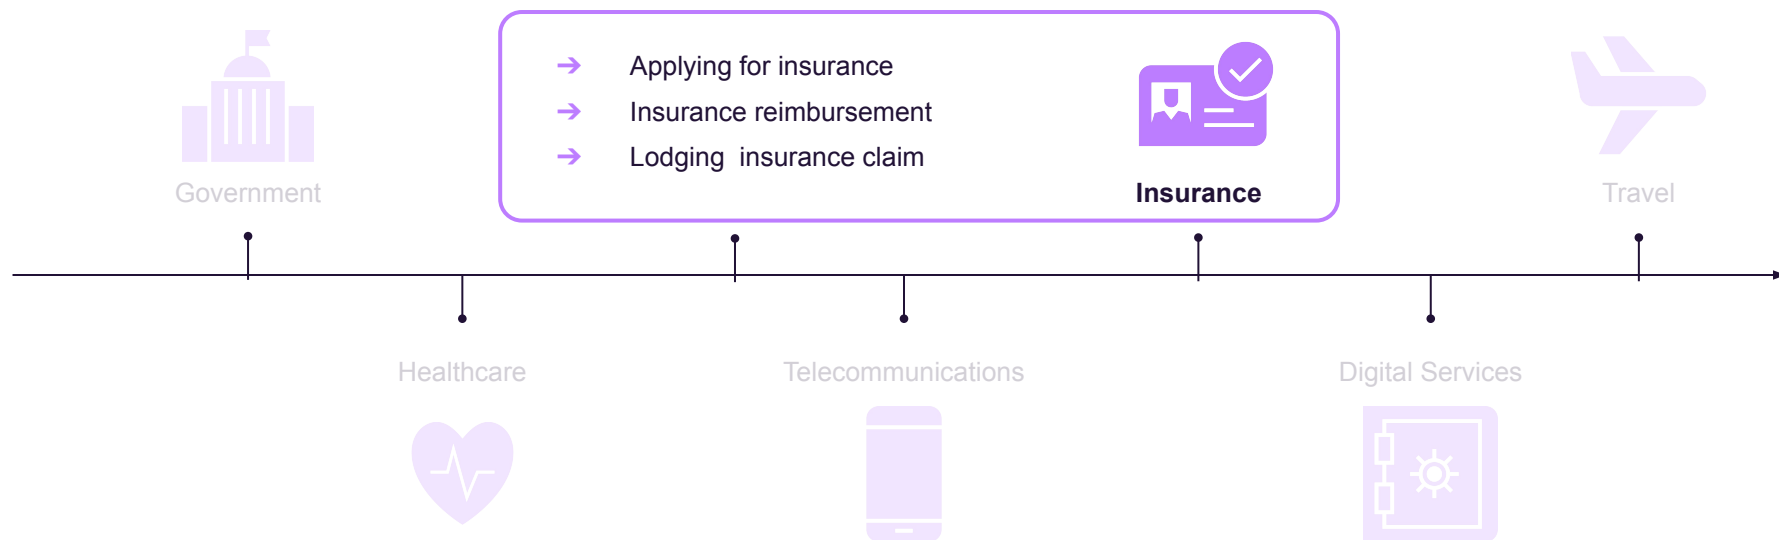 ➔ Applying for insurance
➔ Insurance reimbursement
➔ Lodging  insurance claim
Government
Insurance
Travel
Healthcare
Telecommunications
Digital Services